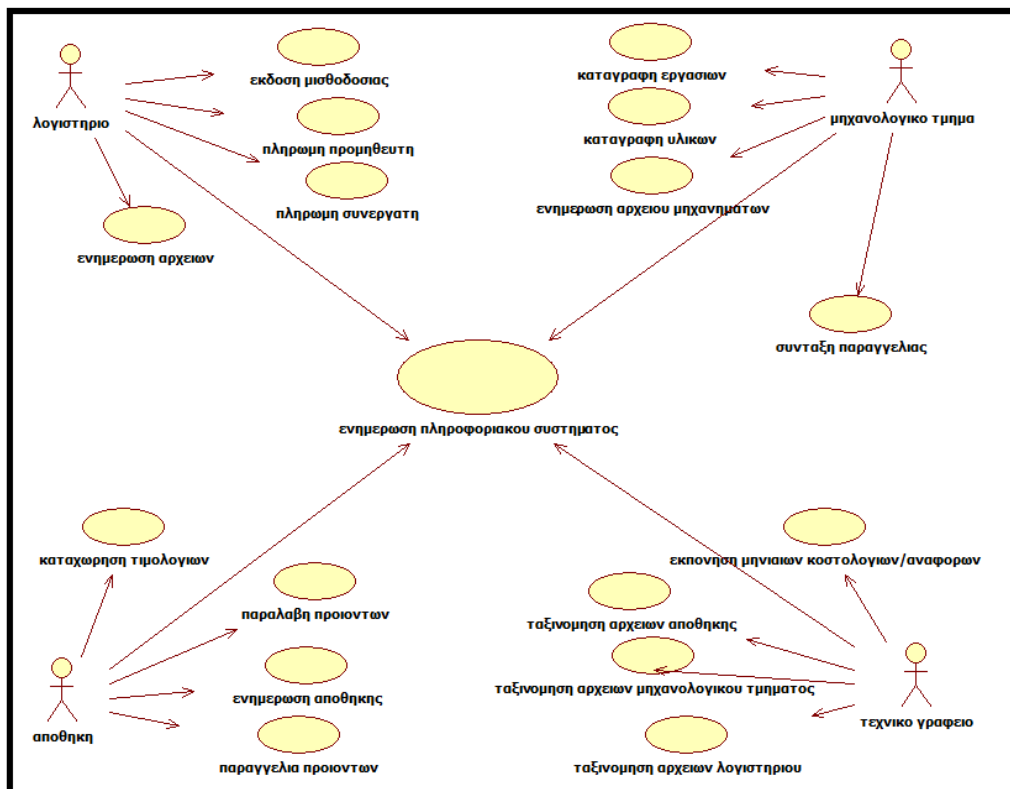 εκδοση μισθοδοσιας
λογιστηριο
πληρωμη προμηθευτη
πληρωμη συνεργατη
ενημερωση αρχειων
καταγραφη εργασιων
μηχανολογικο τμημα
καταγραφη υλικων
ενημερωση αρχειου μηχανηματων
συνταξη παραγγελιας
ενημερωση πληροφοριακου συστηματος
καταχωρηση τιμολογιων
παραλαβη προιοντων
ενημερωση αποθηκης
αποθηκη
παραγγελια προιοντων
εκπονηση μηνιαιων κοστολογιων/αναφορων
ταξινομηση αρχειων αποθηκης
ταξινομηση αρχειων μηχανολογικου τμηματος
τεχνικο γραφειο
ταξινομηση αρχειων λογιστηριου